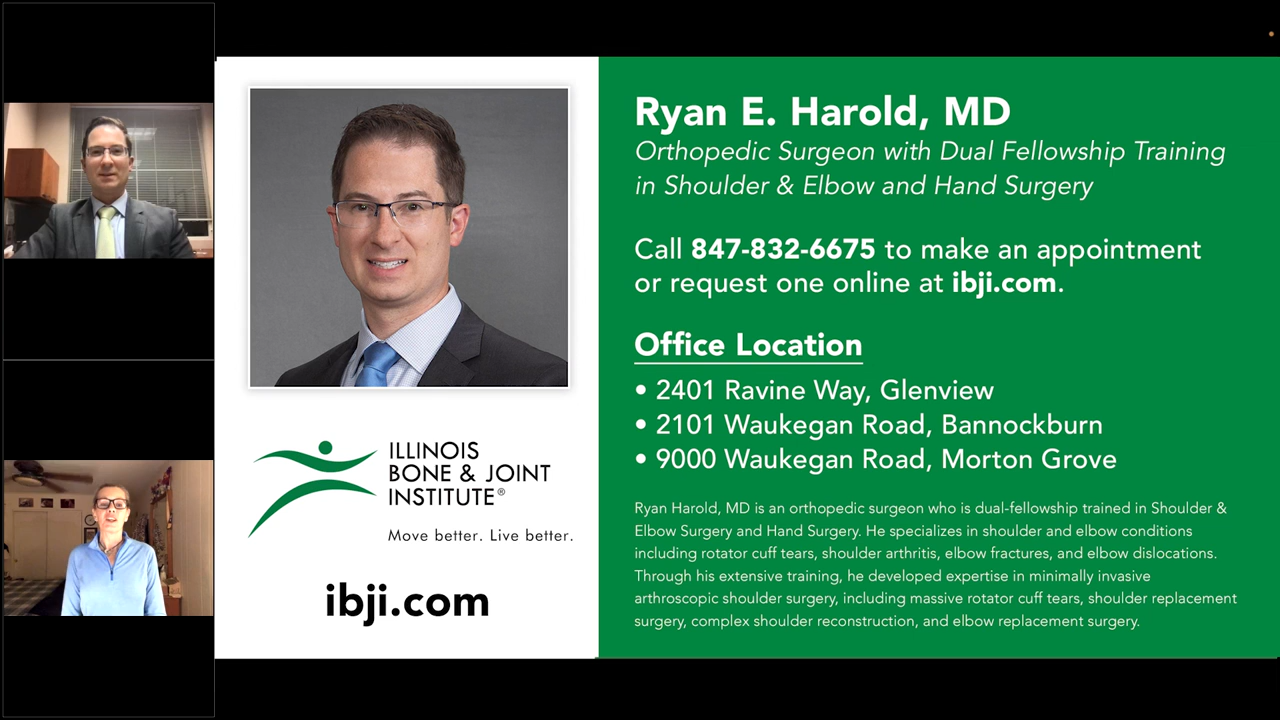 Ryan E. Harold, MD
Orthopedic Surgeon with Dual Fellowship Training
in Shoulder & Elbow and Hand Surgery
Call 847-832-6675 to make an appointment
or request one online at ibji.com.
Office Location
• 2401 Ravine Way, Glenview
• 2101 Waukegan Road, Bannockburn
• 9000 Waukegan Road, Morton Grove
Ryan Harold, MD is an orthopedic surgeon who is dual-fellowship trained in Shoulder &
Elbow Surgery and Hand Surgery. He specializes in shoulder and elbow conditions
including rotator cuff tears, shoulder arthritis, elbow fractures, and elbow dislocations.
Through his extensive training, he developed expertise in minimally invasive
arthroscopic shoulder surgery, including massive rotator cuff tears, shoulder replacement
surgery, complex shoulder reconstruction, and elbow replacement surgery.
ILLINOIS
BONE & JOINT
INSTITUTE®
Move better. Live better.
ibji.com